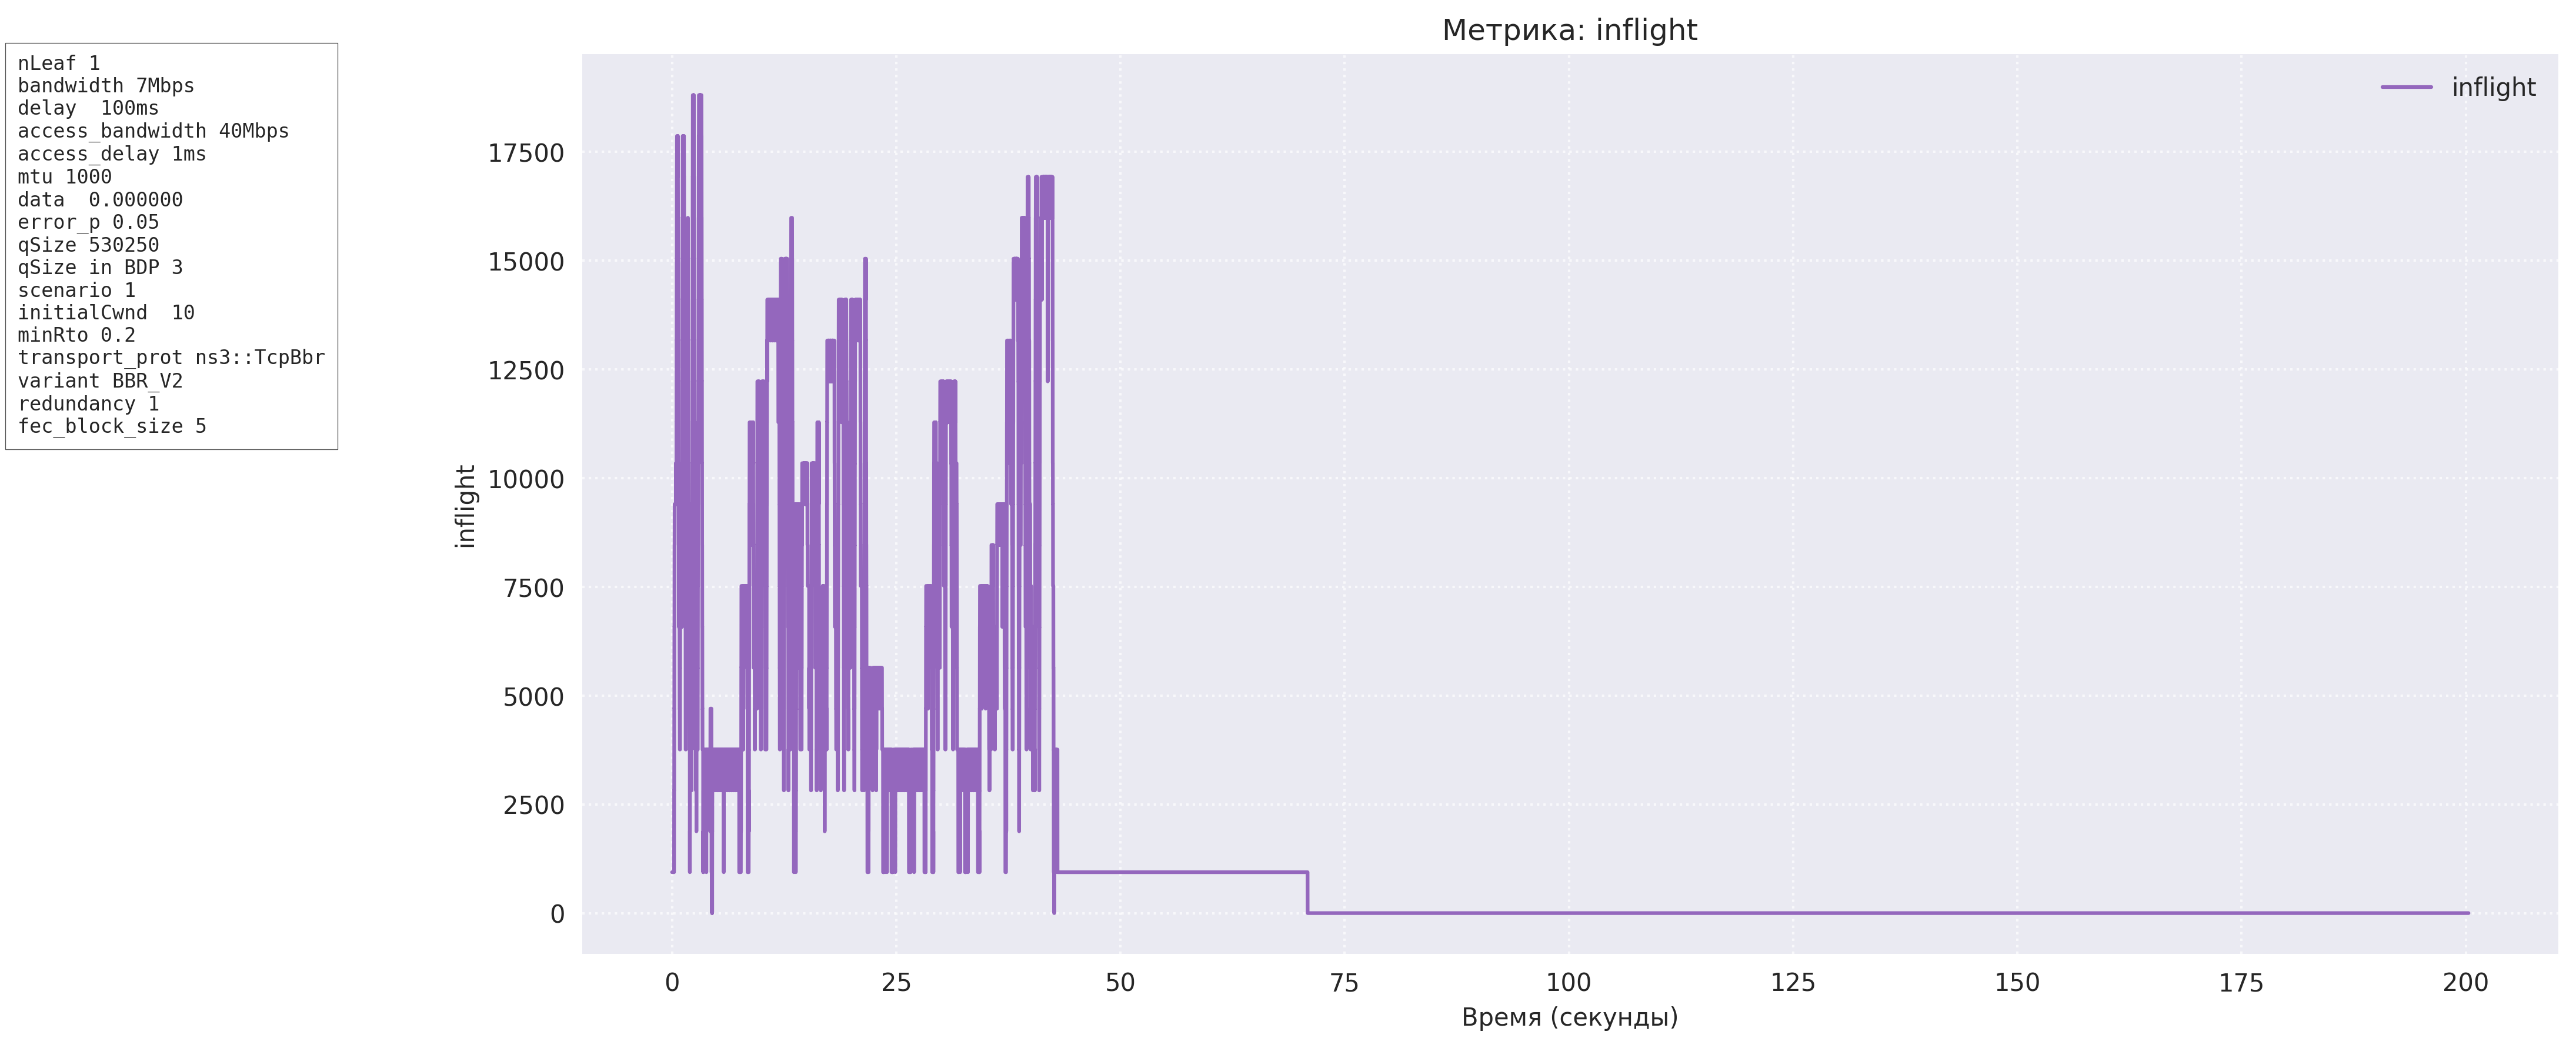 Метрика: inflight
nLeaf 1
bandwidth 7Mbps
delay  100ms
access_bandwidth 40Mbps
access_delay 1ms
mtu 1000
data  0.000000
error_p 0.05
qSize 530250
qSize in BDP 3
scenario 1
initialCwnd  10
minRto 0.2
transport_prot ns3::TcpBbr
variant BBR_V2
redundancy 1
fec_block_size 5
inflight
17500
15000
12500
10000
7500
5000
2500
0
inflight
0
25
50
75
100
125
150
175
200
Время (секунды)